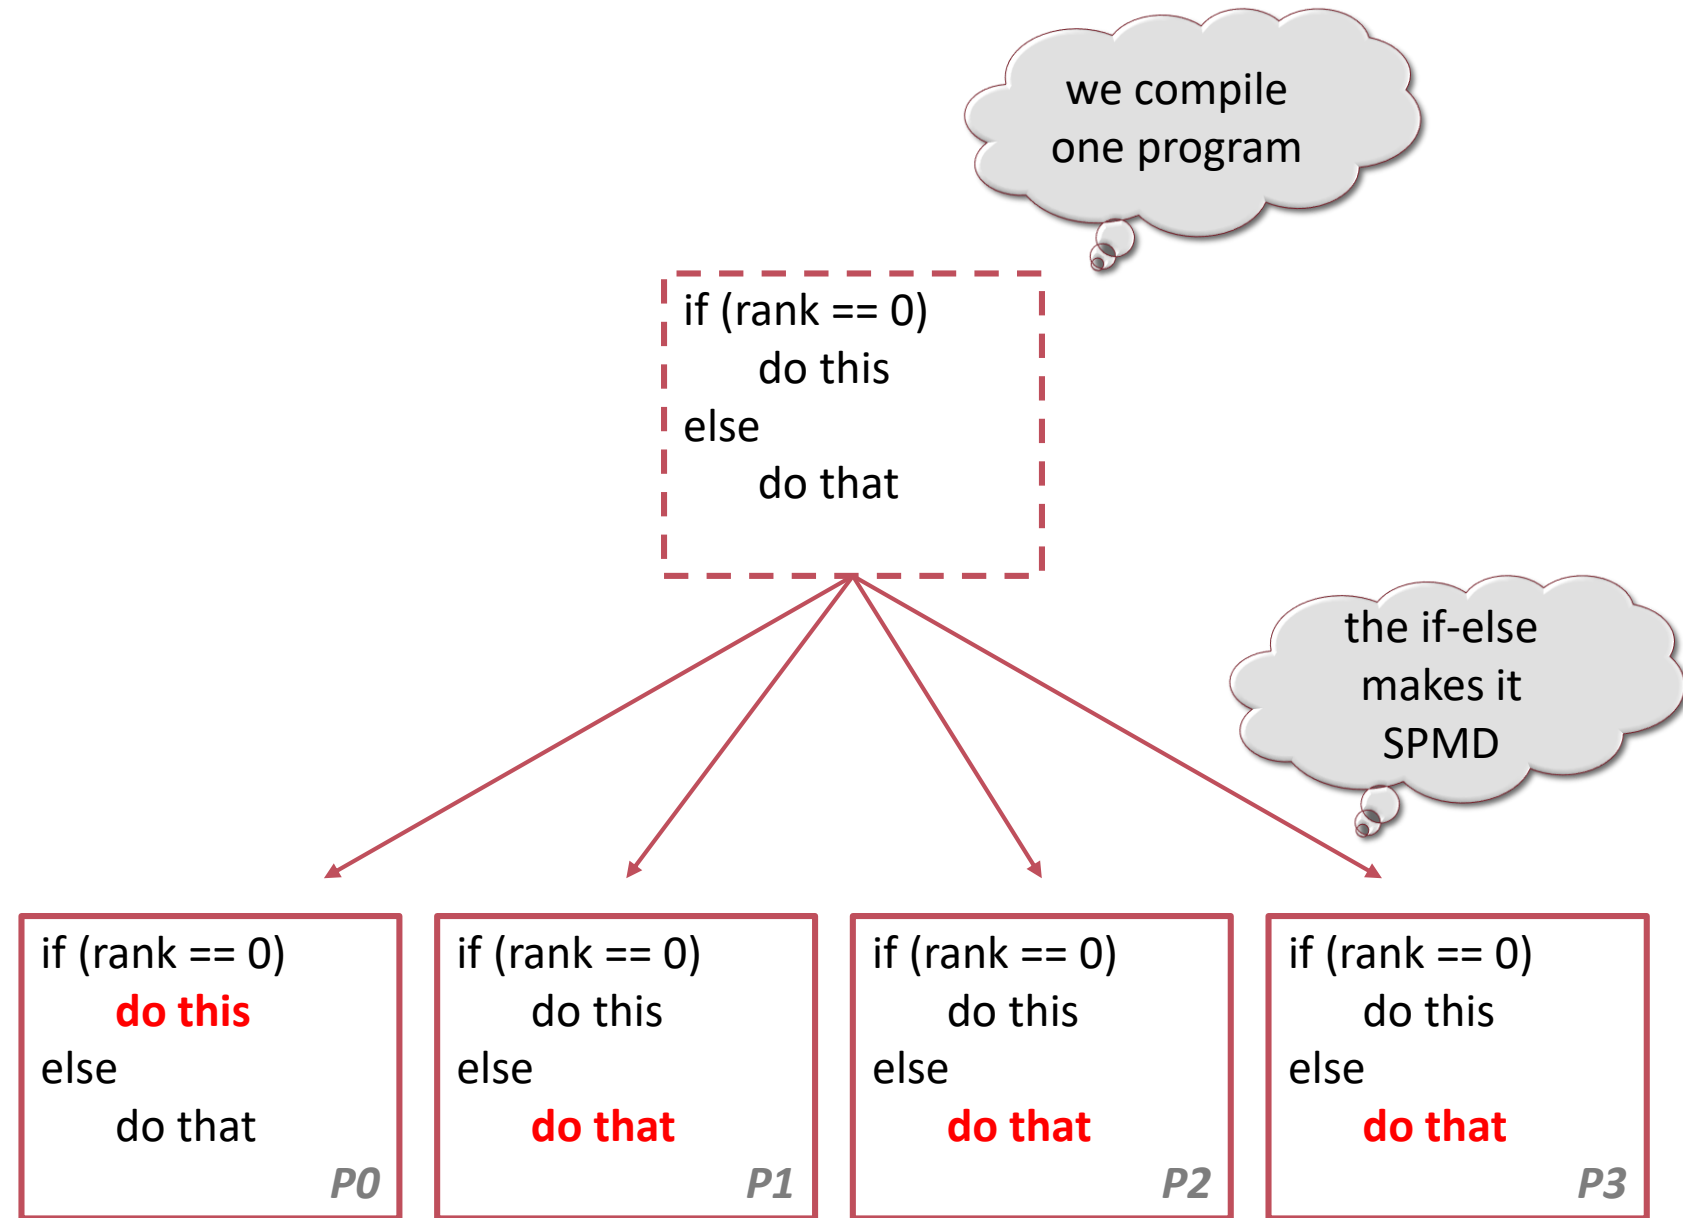 we compile
one program
if (rank == 0)
do this
else
do that
the if-else
makes it
SPMD
if (rank == 0)
do this
else
do that
P0
if (rank == 0)
do this
else
do that
P1
if (rank == 0)
do this
else
do that
P2
if (rank == 0)
do this
else
do that
P3